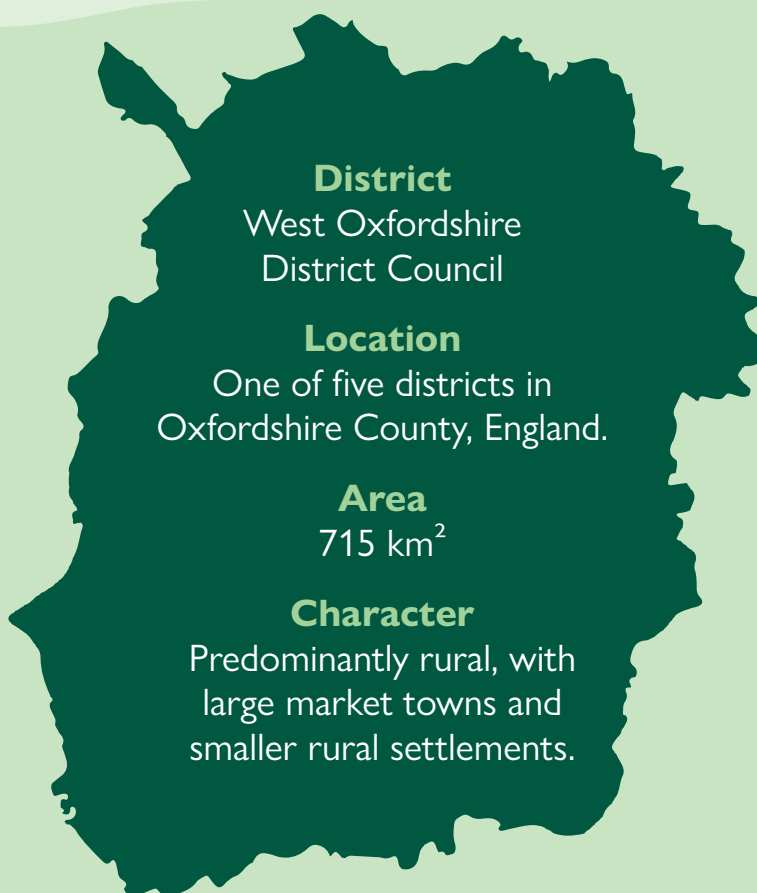 District
West Oxfordshire
District Council
Location
One of five districts in
Oxfordshire County, England.
Area
715 km²
Character
Predominantly rural, with
large market towns and
smaller rural settlements.